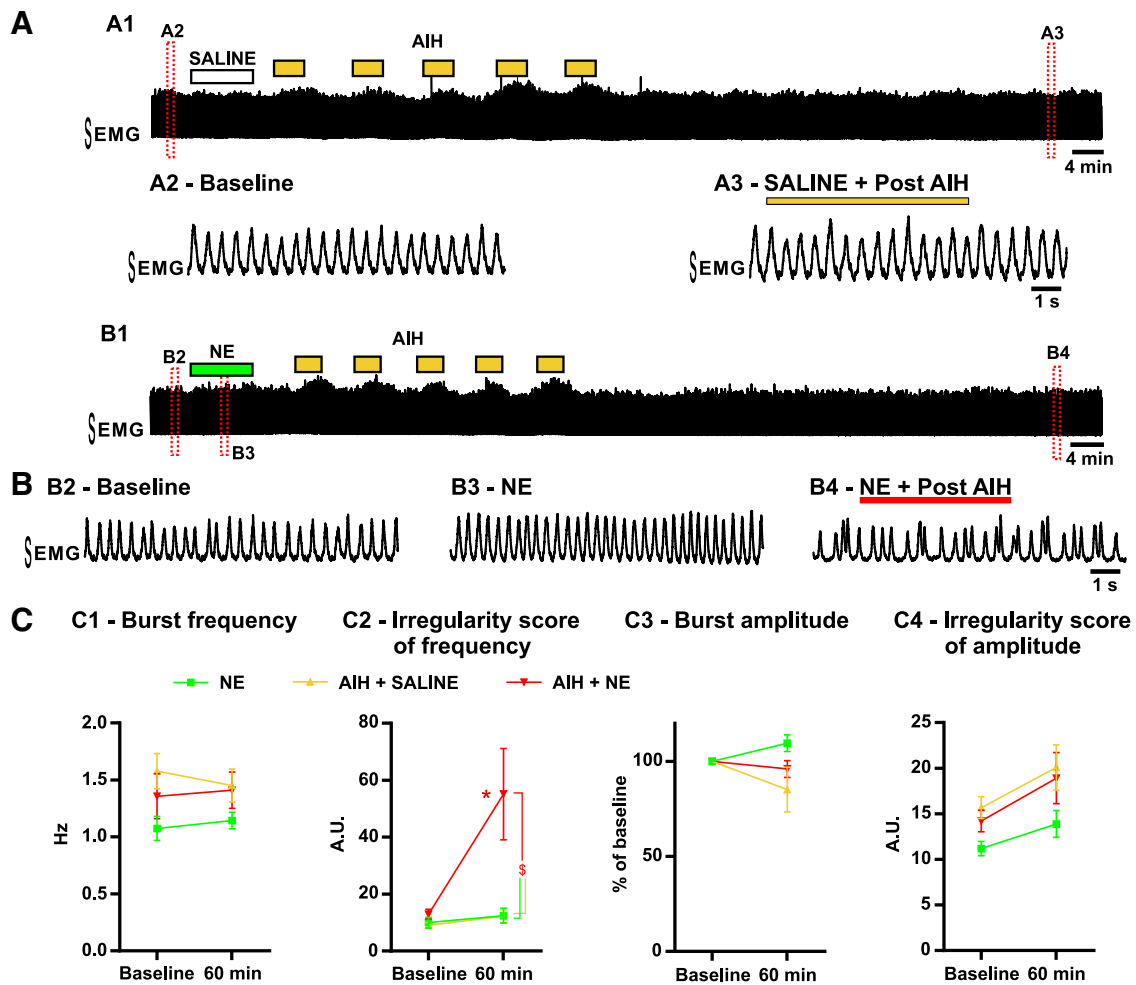 A
A1
A2
SALINE
AIH
A3
∫EMG
4 min
A2 - Baseline
A3 - SALINE + Post AIH
∫EMG
∫EMG
1 s
B1
B2
NE
AIH
B4
∫EMG
B3
4 min
B
B2 - Baseline
B3 - NE
B4 - NE + Post AIH
∫EMG
1 s
C
C1 - Burst frequency
C2 - Irregularity score
of frequency
C3 - Burst amplitude
C4 - Irregularity score
of amplitude
NE
AIH + SALINE
AIH + NE
2.0
1.5
1.0
0.5
0.0
Hz
Baseline 60 min
80
60
40
20
0
A.U.
*
$
Baseline 60 min
100
50
0
% of baseline
Baseline 60 min
25
20
15
10
5
0
A.U.
Baseline 60 min